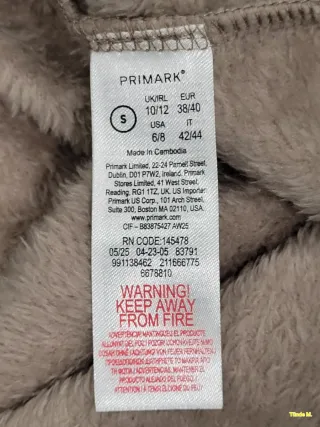 PRIMARK®
S
UK/IRL EUR
10/12 38/40
USA IT
6/8 42/44
Made in Cambodia
Primark Limited, 22-24 Parnell Street,
Dublin, D01 P7W2, Ireland. Primark
Stores Limited, 41 West Street,
Reading, RG1 1TZ, UK. US Importer:
Primark US Corp., 101 Arch Street,
Suite 300, Boston MA 02110, USA.
www.primark.com
CIF - B83875427 AW25
RN CODE:145478
05/25 04-23-05 83791
991138462 211666775
6678810
WARNING!
KEEP AWAY
FROM FIRE
Tlinda M.